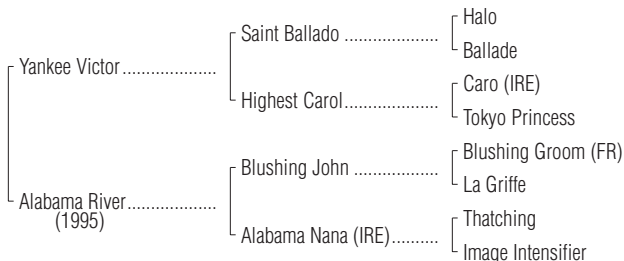 Halo
Saint Ballado ....................
Ballade
Yankee Victor....................
Caro (IRE)
Highest Carol....................
Tokyo Princess
Blushing Groom (FR)
Blushing John ..................
La Griffe
Alabama River...................
(1995)
Thatching
Alabama Nana (IRE)..........
Image Intensifier